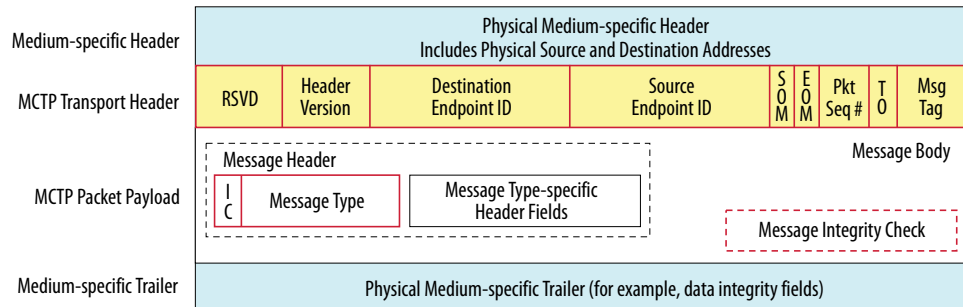 Medium-specific Header
Physical Medium-specific Header
Includes Physical Source and Destination Addresses
MCTP Transport Header
RSVD
Header
Version
Destination
Endpoint ID
Source
Endpoint ID
S
O
M
E
O
M
Pkt
Seq #
T
O
Msg
Tag
MCTP Packet Payload
Message Header
Message Body
I
C
Message Type
Message Type-specific
Header Fields
Message Integrity Check
Medium-specific Trailer
Physical Medium-specific Trailer (for example, data integrity fields)